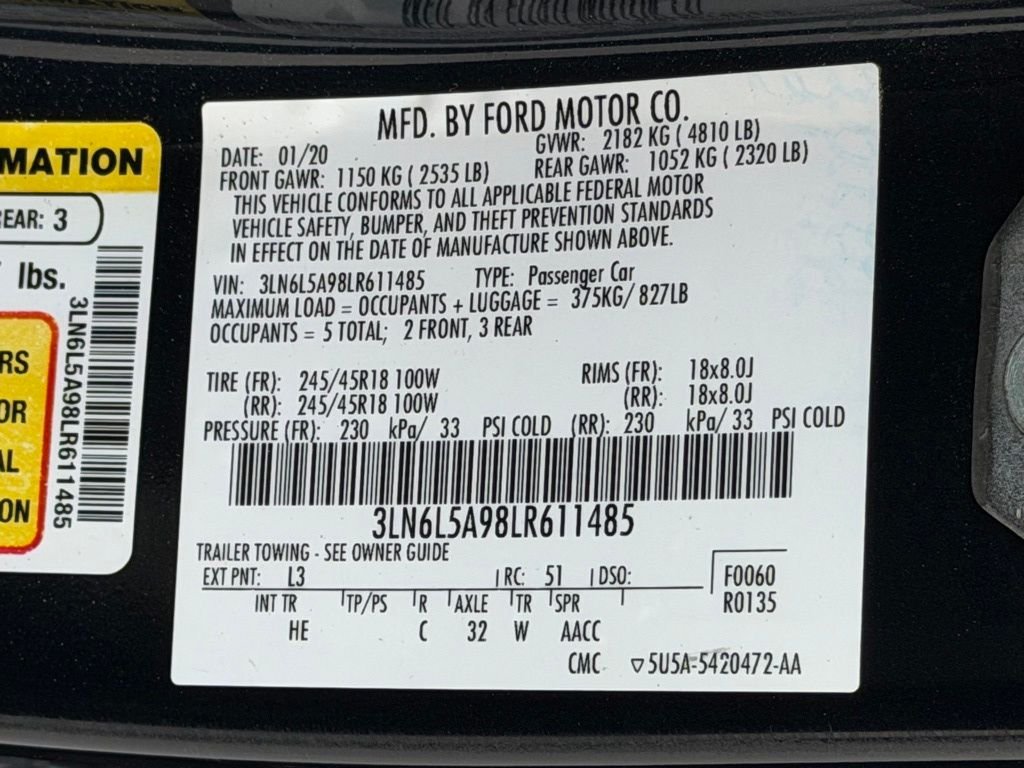 MFD. BY FORD MOTOR CO.
DATE: 01/20 GVWR: 2182 KG ( 4810 LB)
FRONT GAWR: 1150 KG ( 2535 LB) REAR GAWR: 1052 KG ( 2320 LB)
THIS VEHICLE CONFORMS TO ALL APPLICABLE FEDERAL MOTOR
VEHICLE SAFETY, BUMPER, AND THEFT PREVENTION STANDARDS
IN EFFECT ON THE DATE OF MANUFACTURE SHOWN ABOVE.
VIN: 3LN6L5A98LR611485 TYPE: Passenger Car
MAXIMUM LOAD = OCCUPANTS + LUGGAGE = 375KG/ 827LB
OCCUPANTS = 5 TOTAL; 2 FRONT, 3 REAR
TIRE (FR): 245/45R18 100W RIMS (FR): 18x8.0J
(RR): 245/45R18 100W (RR): 18x8.0J
PRESSURE (FR): 230 kPa/ 33 PSI COLD (RR): 230 kPa/ 33 PSI COLD
3LN6L5A98LR611485
TRAILER TOWING - SEE OWNER GUIDE
EXT PNT: L3 RC: 51 DSO: F0060
INT TR TP/PS R AXLE TR SPR R0135
HE C 32 W AACC
CMC ▽5U5A-5420472-AA
MATION
EAR: 3
lbs.
3LN6L5A98LR611485
RS
OR
AL
ON